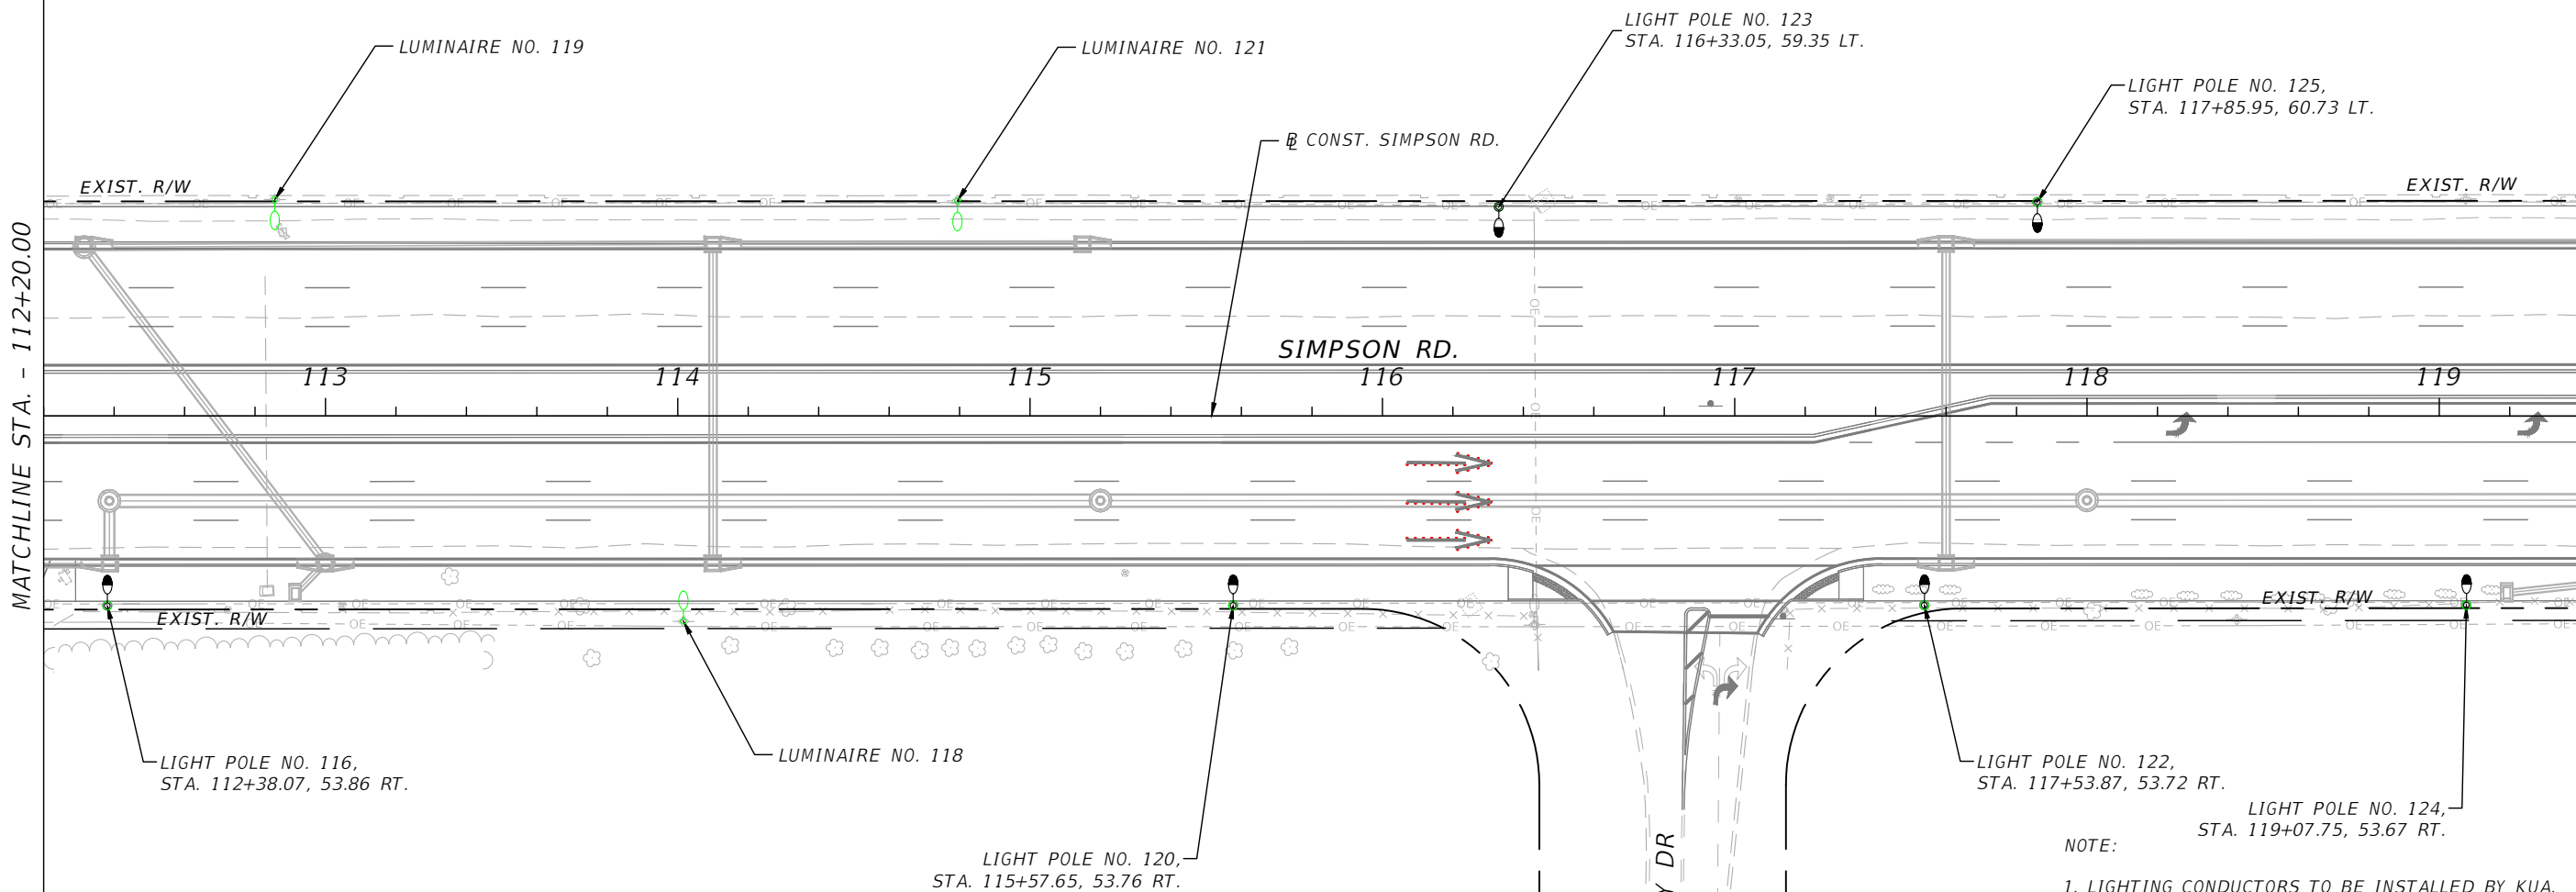 LIGHT POLE NO. 123
STA. 116+33.05, 59.35 LT.
LUMINAIRE NO. 119
LUMINAIRE NO. 121
LIGHT POLE NO. 125,
STA. 117+85.95, 60.73 LT.
CONST. SIMPSON RD.
EXIST. R/W
EXIST. R/W
MATCHLINE STA. - 112+20.00
SIMPSON RD.
113
114
115
116
117
118
119
EXIST. R/W
EXIST. R/W
LUMINAIRE NO. 118
LIGHT POLE NO. 116,
STA. 112+38.07, 53.86 RT.
LIGHT POLE NO. 122,
STA. 117+53.87, 53.72 RT.
LIGHT POLE NO. 124,
STA. 119+07.75, 53.67 RT.
LIGHT POLE NO. 120,
STA. 115+57.65, 53.76 RT.
Y DR
NOTE:
1. LIGHTING CONDUCTORS TO BE INSTALLED BY KUA.